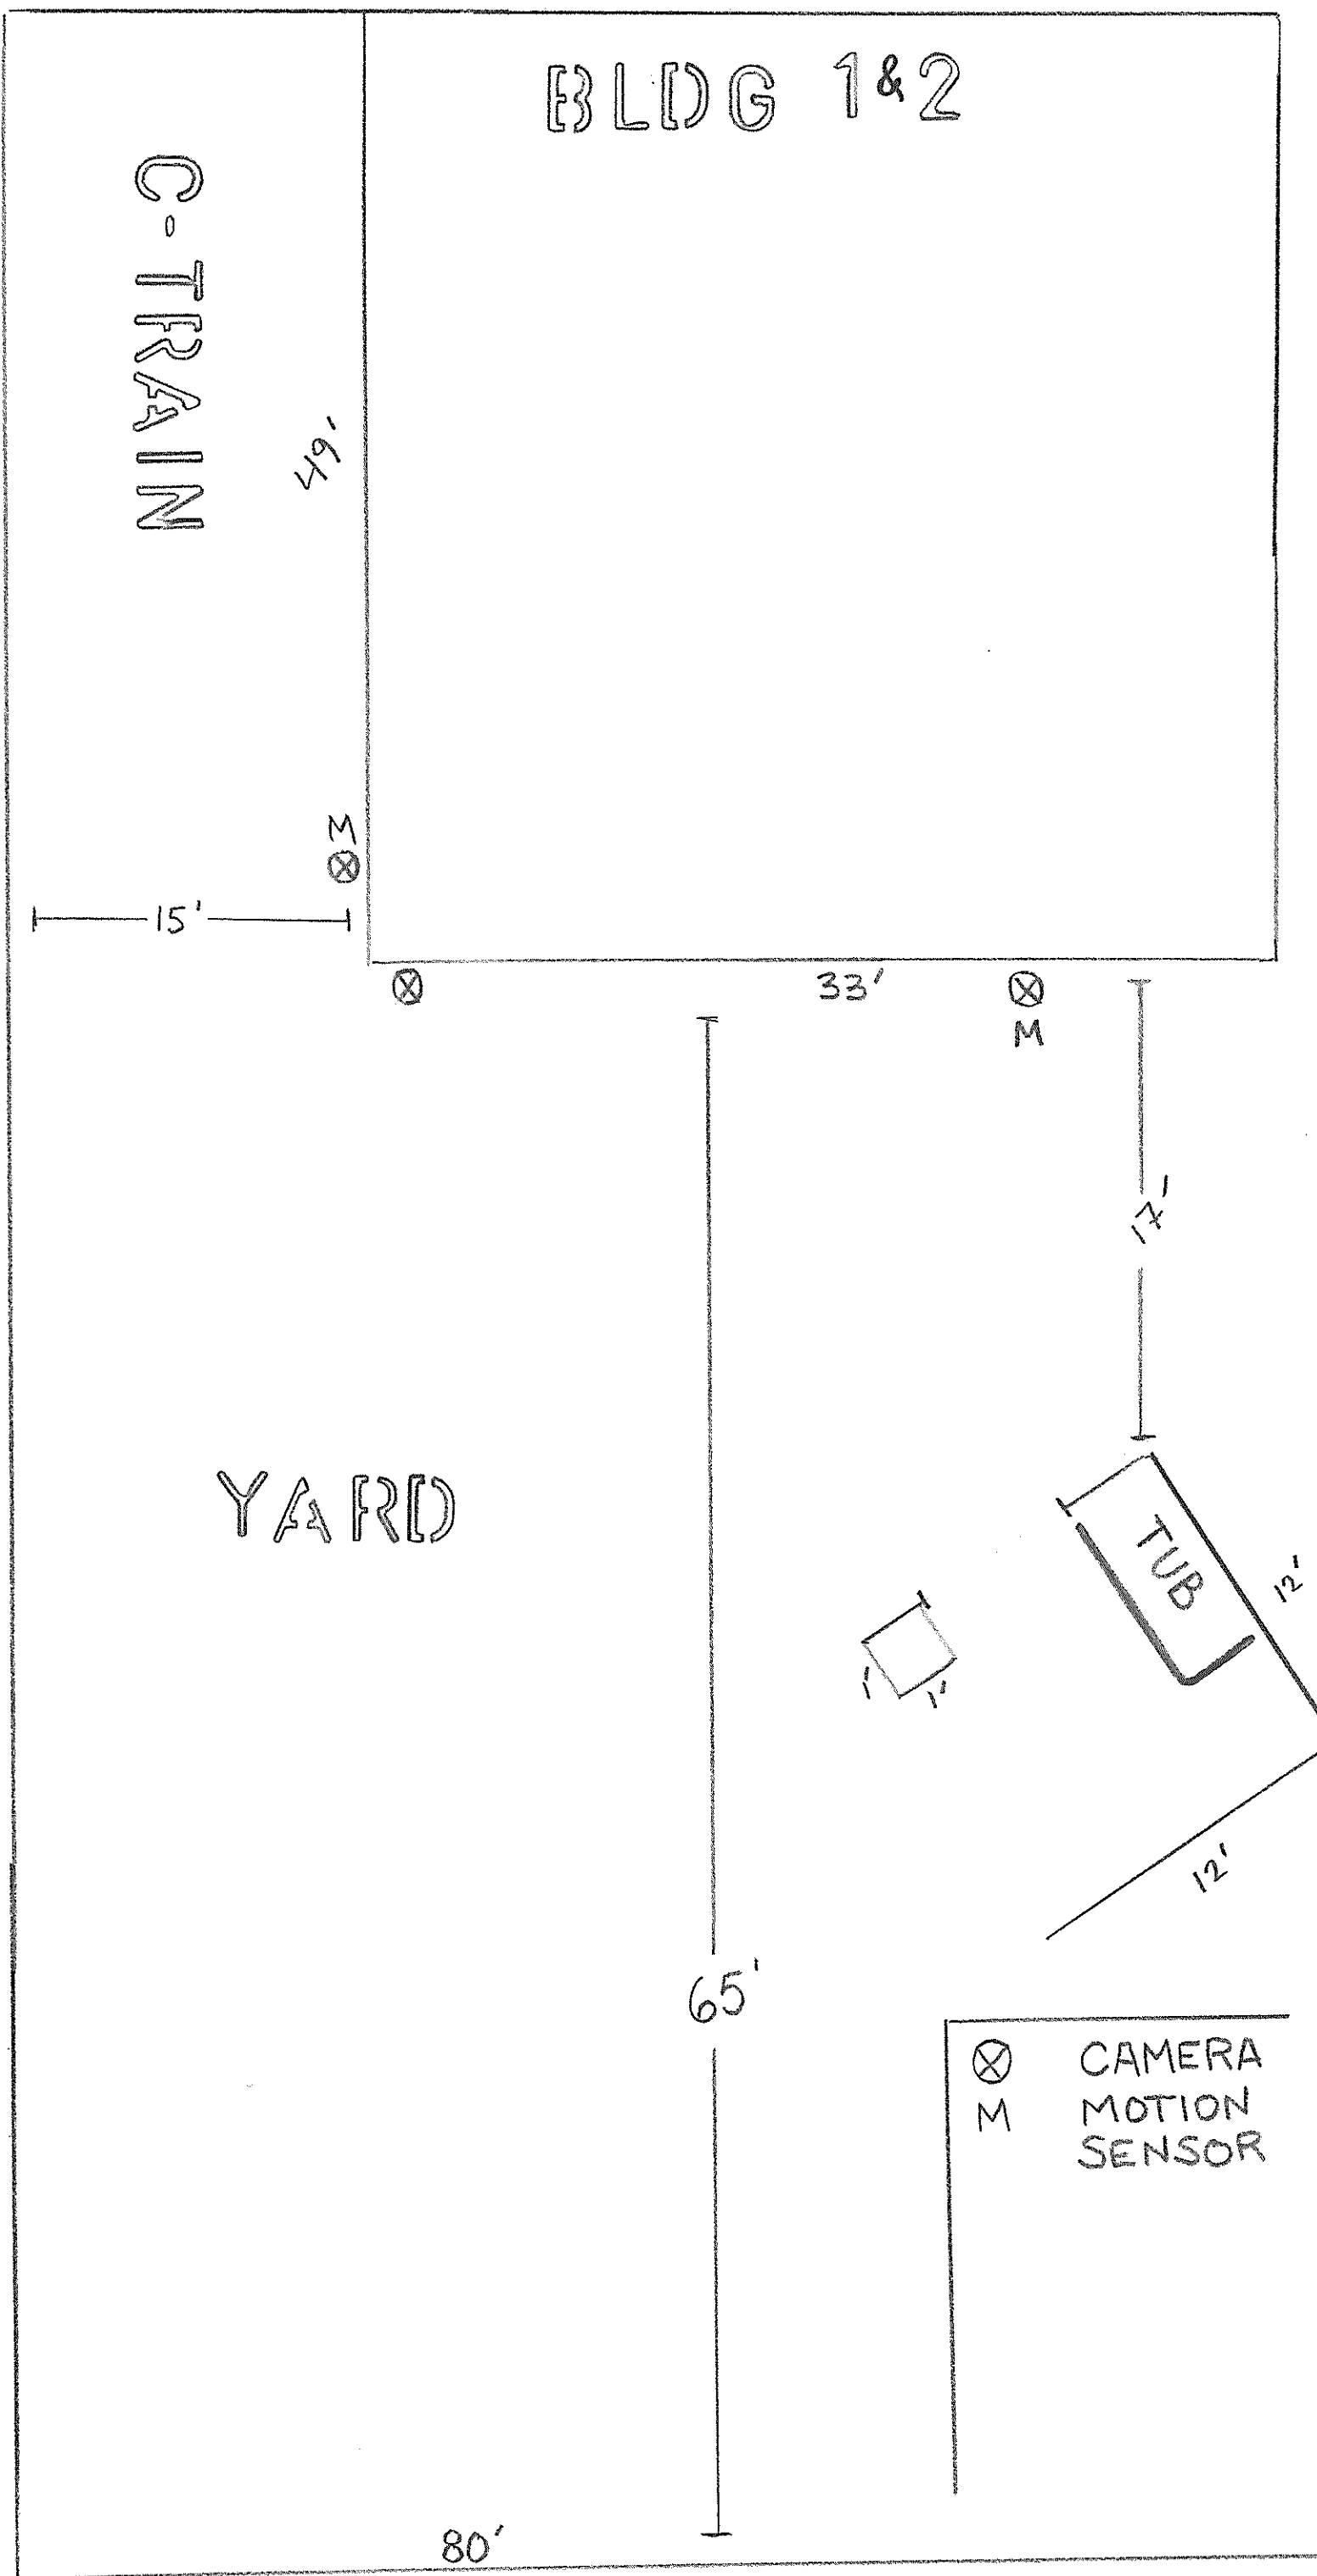 BLDG 1&2
C-TRAIN
49'
M
15'
33'
M
17'
YARD
TUB
12'
1'
1'
12'
65'
CAMERA
M MOTION
SENSOR
80'